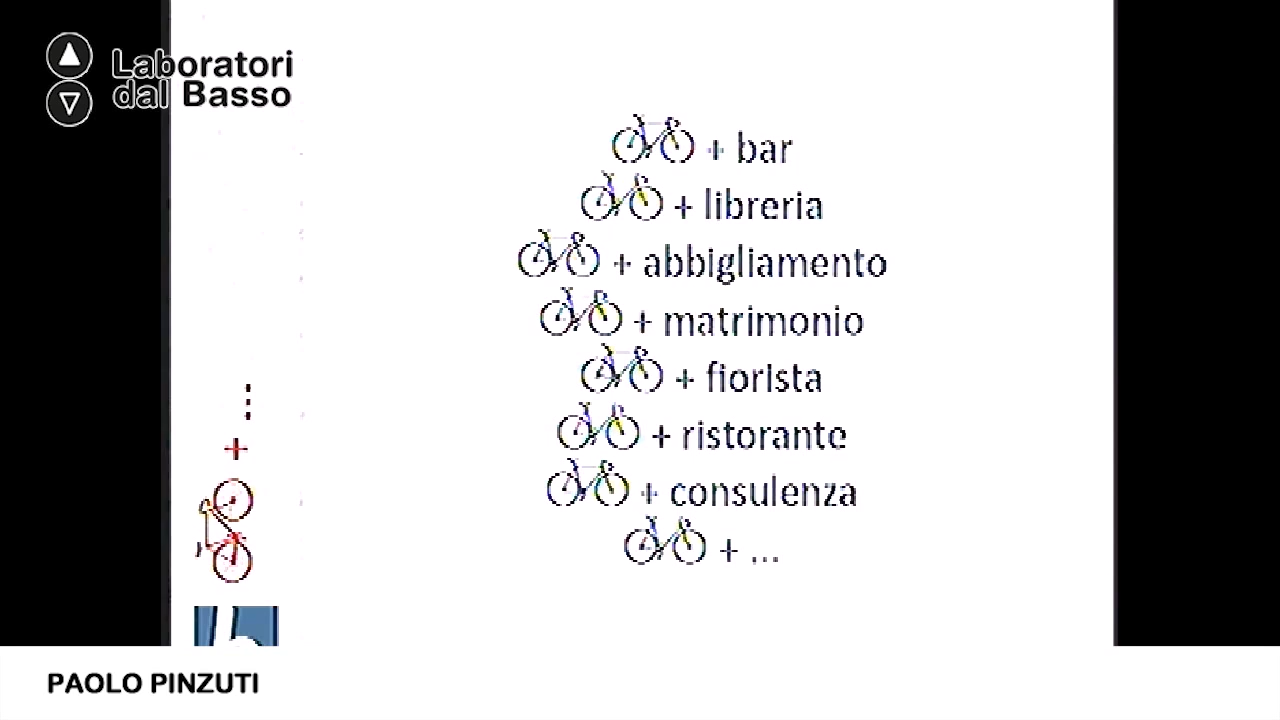 Laboratori
dal Basso
+ bar
+ libreria
+ abbigliamento
+ matrimonio
+ fiorista
+ ristorante
+ consulenza
+ ...
+ ...
b
PAOLO PINZUTI